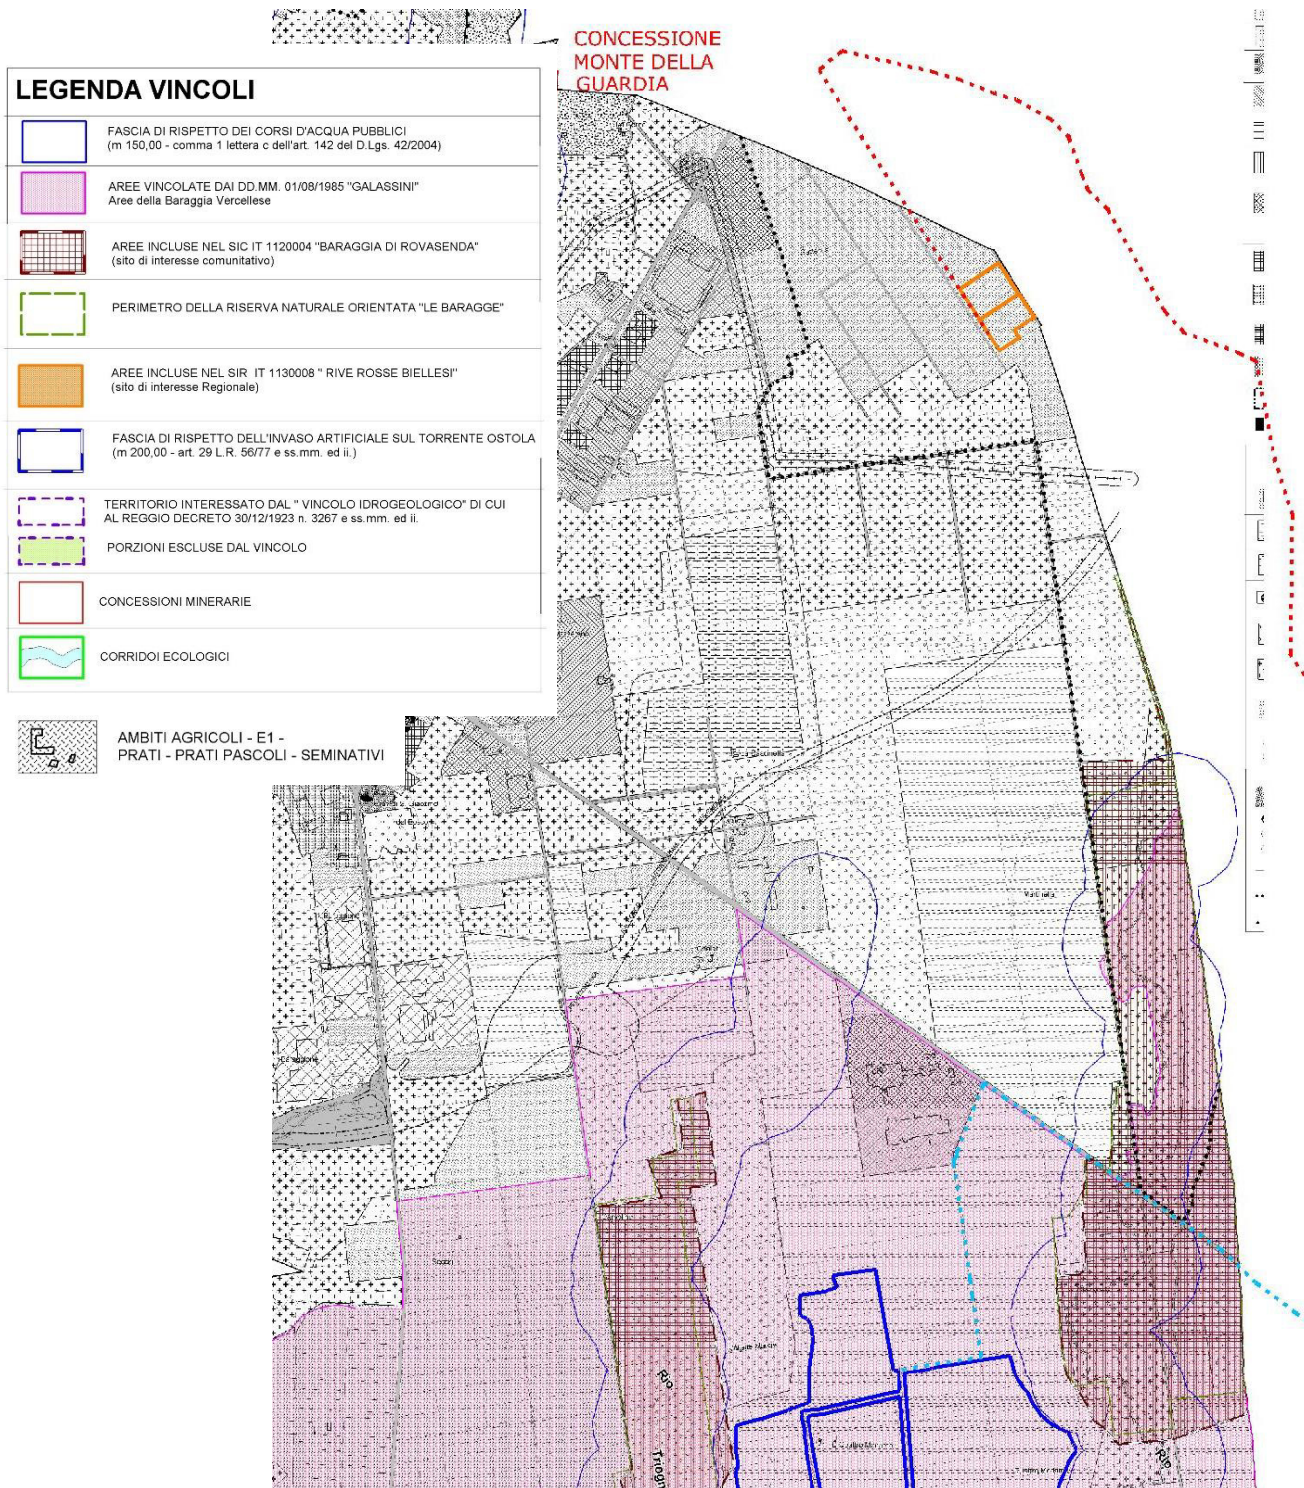 CONCESSIONE
MONTE DELLA
GUARDIA
LEGENDA VINCOLI
FASCIA DI RISPETTO DEI CORSI D'ACQUA PUBBLICI
(m 150,00 - comma 1 lettera c dell'art. 142 del D.Lgs. 42/2004)
AREE VINCOLATE DAI DD.MM. 01/08/1985 "GALASSINI"
Aree della Baraggia Vercellese
AREE INCLUSE NEL SIC IT 1120004 "BARAGGIA DI ROVASENDA"
(sito di interesse comunitativo)
PERIMETRO DELLA RISERVA NATURALE ORIENTATA "LE BARAGGE"
AREE INCLUSE NEL SIR IT 1130008 " RIVE ROSSE BIELLESI"
(sito di interesse Regionale)
FASCIA DI RISPETTO DELL'INVASO ARTIFICIALE SUL TORRENTE OSTOLA
(m 200,00 - art. 29 L.R. 56/77 e ss.mm. ed ii.)
TERRITORIO INTERESSATO DAL " VINCOLO IDROGEOLOGICO" DI CUI
AL REGGIO DECRETO 30/12/1923 n. 3267 e ss.mm. ed ii.
PORZIONI ESCLUSE DAL VINCOLO
CONCESSIONI MINERARIE
CORRIDOI ECOLOGICI
AMBITI AGRICOLI - E1 -
PRATI - PRATI PASCOLI - SEMINATIVI
Rio
Rio